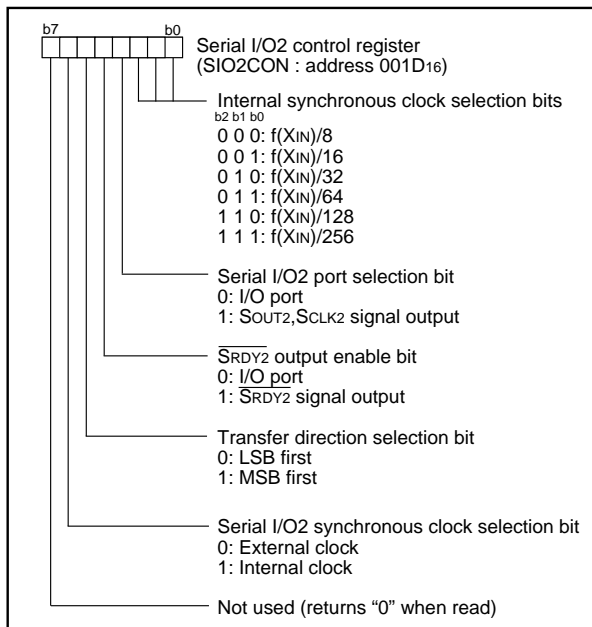 b7 b0
Serial I/O2 control register
(SIO2CON : address 001D16)
Internal synchronous clock selection bits
b2 b1 b0
0 0 0: f(XIN)/8
0 0 1: f(XIN)/16
0 1 0: f(XIN)/32
0 1 1: f(XIN)/64
1 1 0: f(XIN)/128
1 1 1: f(XIN)/256
Serial I/O2 port selection bit
0: I/O port
1: SOUT2,SCLK2 signal output
SRDY2 output enable bit
0: I/O port
1: SRDY2 signal output
Transfer direction selection bit
0: LSB first
1: MSB first
Serial I/O2 synchronous clock selection bit
0: External clock
1: Internal clock
Not used (returns “0” when read)